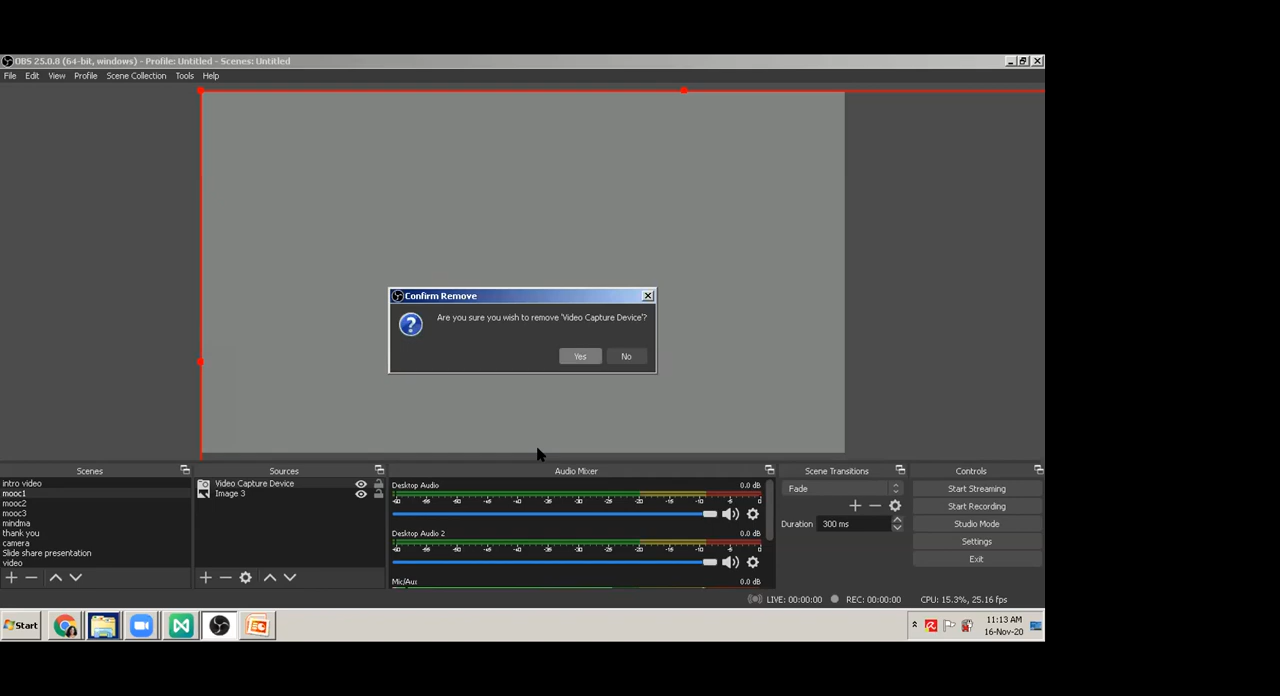 OBS 25.0.8 (64-bit, windows) - Profile: Untitled - Scenes: Untitled
File Edit View Profile Scene Collection Tools Help
Confirm Remove
Are you sure you wish to remove 'Video Capture Device'?
Yes No
Scenes
intro video
mooc1
mooc2
mooc3
mindma
thank you
camera
Slide share presentation
video
Sources
Video Capture Device
Image 3
Audio Mixer
Desktop Audio 0.0 dB
Desktop Audio 2 0.0 dB
Mic/Aux 0.0 dB
Scene Transitions
Fade
Duration 300 ms
Controls
Start Streaming
Start Recording
Studio Mode
Settings
Exit
LIVE: 00:00:00 REC: 00:00:00 CPU: 15.3%, 25.16 fps
Start
11:13 AM
16-Nov-20